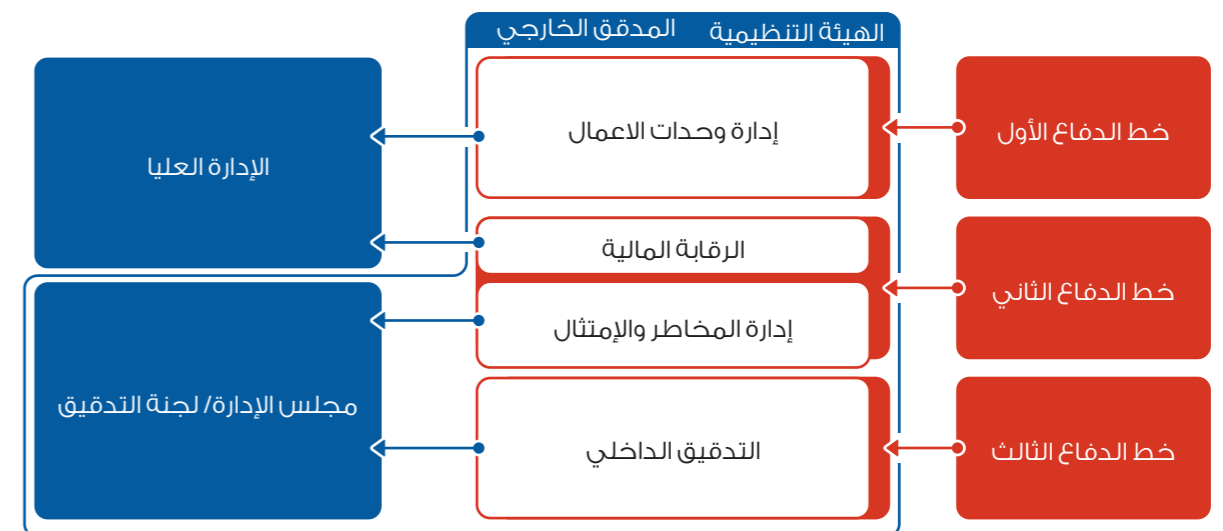 الهيئة التنظيمية المدقق الخارجي
خط الدفاع الأول
إدارة وحدات الاعمال
الإدارة العليا
خط الدفاع الثاني
الرقابة المالية
إدارة المخاطر والإمتثال
مجلس الإدارة/ لجنة التدقيق
خط الدفاع الثالث
التدقيق الداخلي